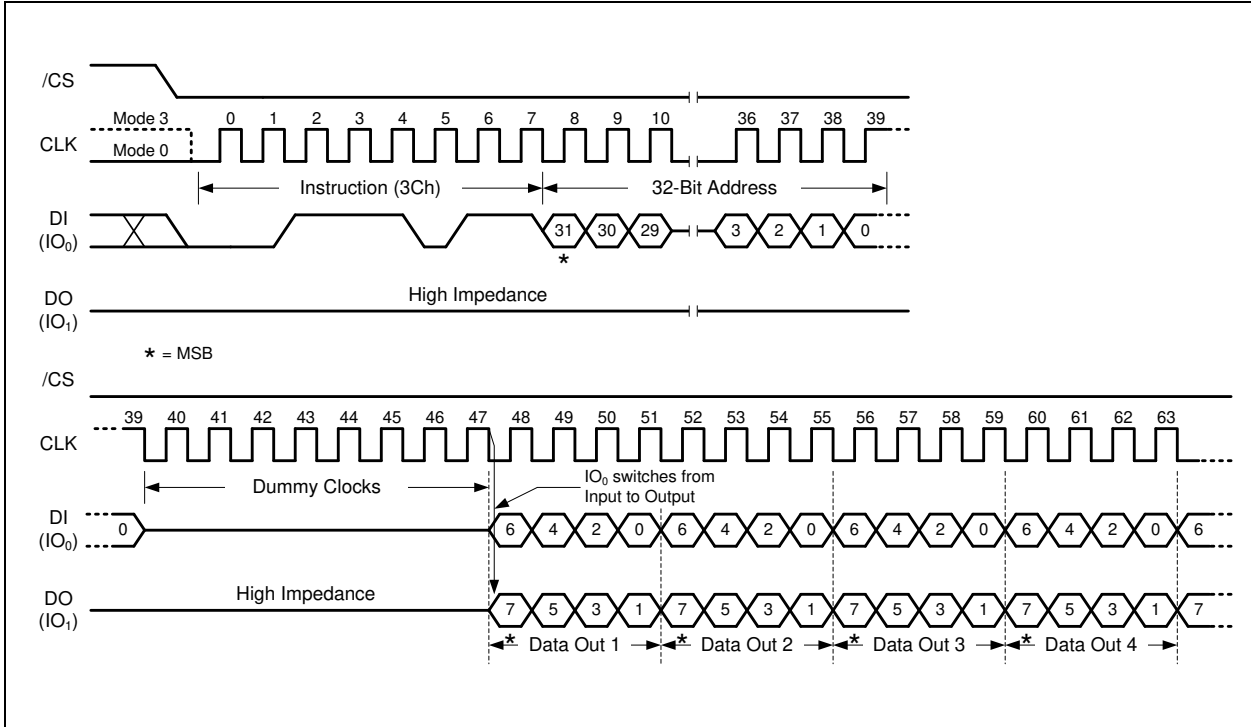 /CS
Mode 3 0 1 2 3 4 5 6 7 8 9 10 36 37 38 39
CLK
Mode 0
Instruction (3Ch) 32-Bit Address
DI
(IO₀)
31 30 29 3 2 1 0
*
High Impedance
DO
(IO₁)
* = MSB
/CS
39 40 41 42 43 44 45 46 47 48 49 50 51 52 53 54 55 56 57 58 59 60 61 62 63
CLK
Dummy Clocks
IO₀ switches from
Input to Output
DI
(IO₀)
0 6 4 2 0 6 4 2 0 6 4 2 0 6 4 2 0 6
High Impedance
DO
(IO₁)
7 5 3 1 7 5 3 1 7 5 3 1 7 5 3 1 7
* Data Out 1 * Data Out 2 * Data Out 3 * Data Out 4